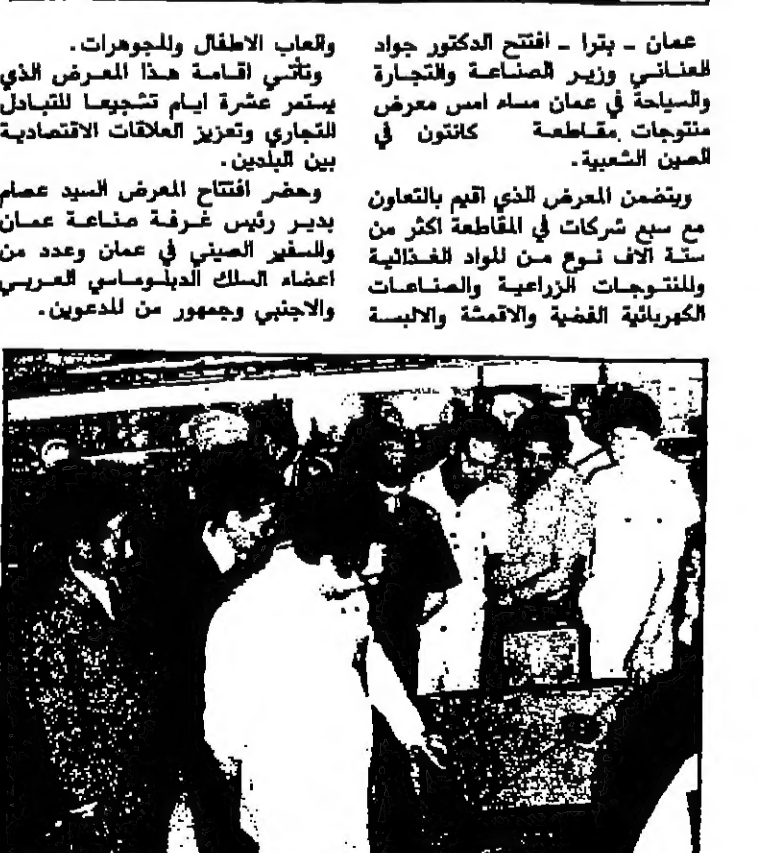 عمان ـ بترا ـ افتتح الدكتور جواد
العناني وزير الصناعة والتجارة
والسياحة في عمان مساء امس معرض
منتوجات مقاطعة كانتون في
الصين الشعبية.
ويتضمن المعرض الذي اقيم بالتعاون
مع سبع شركات في المقاطعة اكثر من
ستة الاف نوع من المواد الغذائية
والمنتوجات الزراعية والصناعات
الكهربائية الفضية والاقمشة والالبسة
والعاب الاطفال والمجوهرات.
وتأتي اقامة هذا المعرض الذي
يستمر عشرة ايام تشجيعا للتبادل
التجاري وتعزيز العلاقات الاقتصادية
بين البلدين.
وحضر افتتاح المعرض السيد عصام
بدير رئيس غرفة صناعة عمان
والسفير الصيني في عمان وعدد من
اعضاء السلك الدبلوماسي العربي
والاجنبي وجمهور من المدعوين.